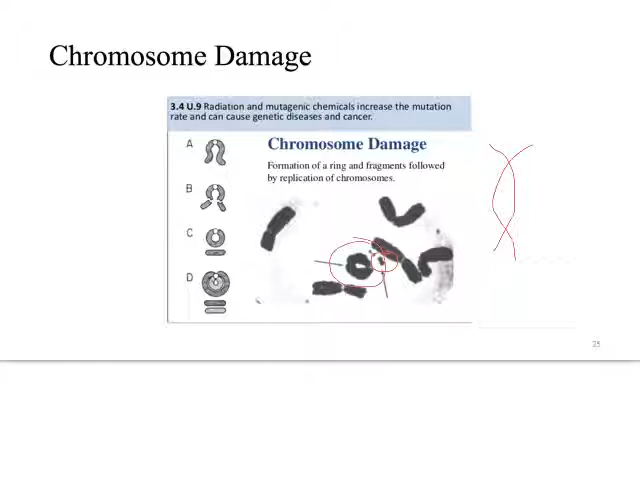 Chromosome Damage
3.4 U.9 Radiation and mutagenic chemicals increase the mutation
rate and can cause genetic diseases and cancer.
Chromosome Damage
Formation of a ring and fragments followed
by replication of chromosomes.
A
B
C
D
25